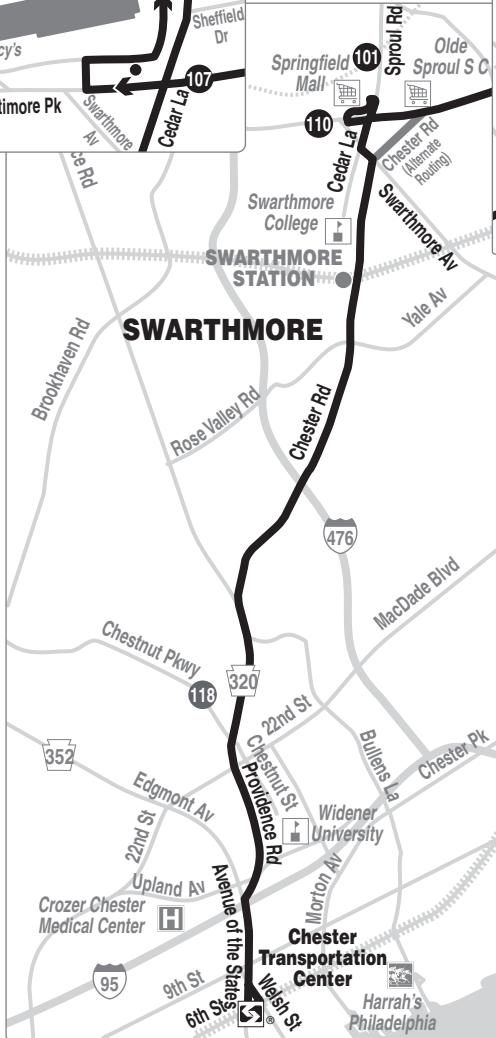 Sheffield
Dr
cy's
107
timore Pk
Swarthmore
Av
Cedar La
ce Rd
Springfield
Mall
101
Sproul Rd
Olde
Sproul S C
110
Cedar La
Chester Rd
(Alternate
Routing)
Swarthmore
College
Swarthmore Av
SWARTHMORE
STATION
Yale Av
SWARTHMORE
Brookhaven Rd
Rose Valley Rd
Chester Rd
476
MacDade Blvd
Chestnut Pkwy
118
320
22nd St
352
Chestnut St
Bullens La
Chester Pk
Edgmont Av
Providence Rd
22nd St
Widener
University
Upland Av
Morton Av
Crozer Chester
Medical Center
H
Avenue of the States
Chester
Transportation
Center
95
9th St
6th St
Welsh St
®
Harrah's
Philadelphia